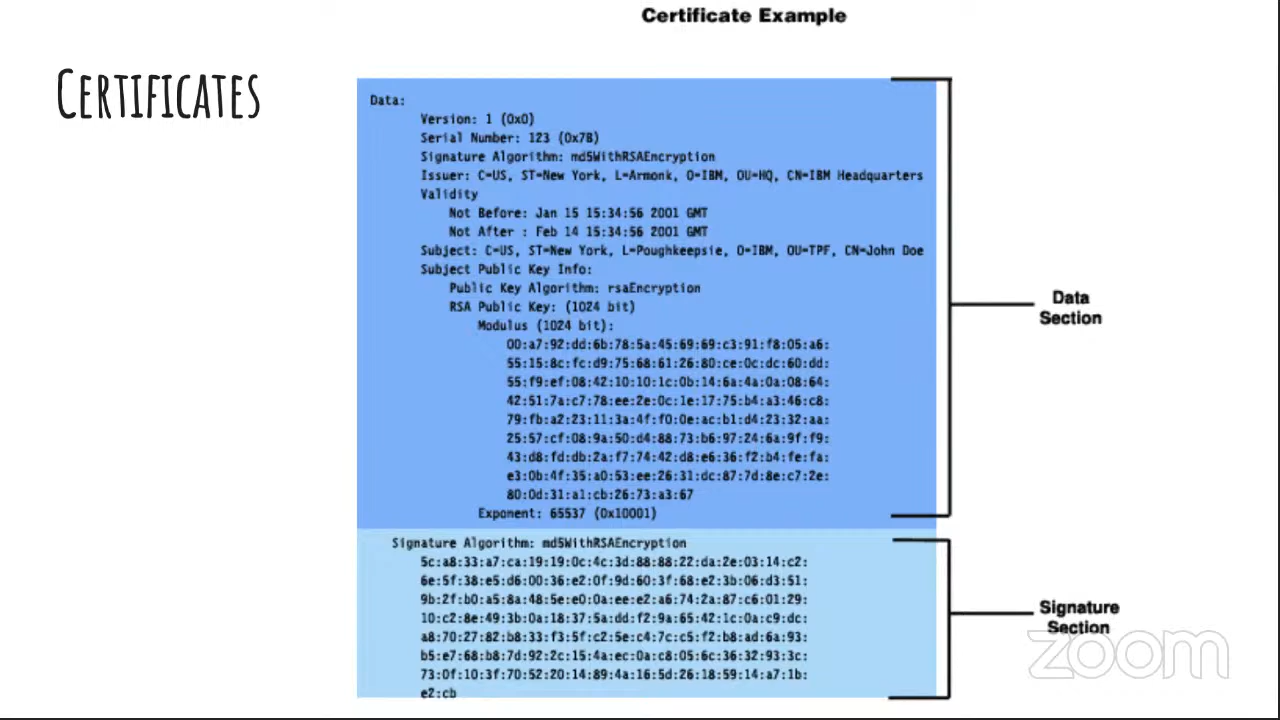 Certificate Example
CERTIFICATES
Data:
Version: 1 (0x0)
Serial Number: 123 (0x7B)
Signature Algorithm: md5WithRSAEncryption
Issuer: C=US, ST=New York, L=Armonk, O=IBM, OU=HQ, CN=IBM Headquarters
Validity
Not Before: Jan 15 15:34:56 2001 GMT
Not After : Feb 14 15:34:56 2001 GMT
Subject: C=US, ST=New York, L=Poughkeepsie, O=IBM, OU=TPF, CN=John Doe
Subject Public Key Info:
Public Key Algorithm: rsaEncryption
RSA Public Key: (1024 bit)
Modulus (1024 bit):
00:a7:92:dd:6b:78:5a:45:69:69:c3:91:f8:05:a6:
55:15:8c:fc:d9:75:68:61:26:80:ce:0c:dc:60:dd:
55:f9:ef:08:42:10:10:1c:0b:14:6a:4a:0a:08:64:
42:51:7a:c7:78:ee:2e:0c:1e:17:75:b4:a3:46:c8:
79:fb:a2:23:11:3a:4f:f0:0e:ac:b1:d4:23:32:aa:
25:57:cf:08:9a:50:d4:88:73:b6:97:24:6a:9f:f9:
43:d8:fd:db:2a:f7:74:42:d8:e6:36:f2:b4:fe:fa:
e3:0b:4f:35:a0:53:ee:26:31:dc:87:7d:8e:c7:2e:
80:0d:31:a1:cb:26:73:a3:67
Exponent: 65537 (0x10001)
Data
Section
Signature Algorithm: md5WithRSAEncryption
5c:a8:33:a7:ca:19:19:0c:4c:3d:88:88:22:da:2e:03:14:c2:
6e:5f:38:e5:d6:00:36:e2:0f:9d:60:3f:68:e2:3b:06:d3:51:
9b:2f:b0:a5:8a:48:5e:e0:0a:ee:e2:a6:74:2a:87:c6:01:29:
10:c2:8e:49:3b:0a:18:37:5a:dd:f2:9a:65:42:1c:0a:c9:dc:
a8:70:27:82:b8:33:f3:5f:c2:5e:c4:7c:c5:f2:b8:ad:6a:93:
b5:e7:68:b8:7d:92:2c:15:4a:ec:0a:c8:05:6c:36:32:93:3c:
73:0f:10:3f:70:52:20:14:89:4a:16:5d:26:18:59:14:a7:1b:
e2:cb
Signature
Section
zoom